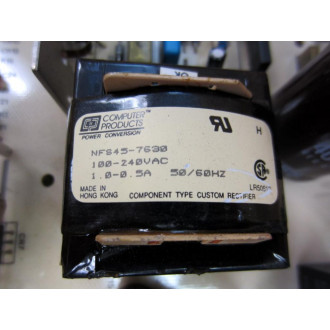 OK
COMPUTER
PRODUCTS
POWER CONVERSION
H
NFS45-7630
100-240VAC
1.0-0.5A 50/60HZ
MADE IN
HONG KONG
COMPONENT TYPE CUSTOM RECTIFIER